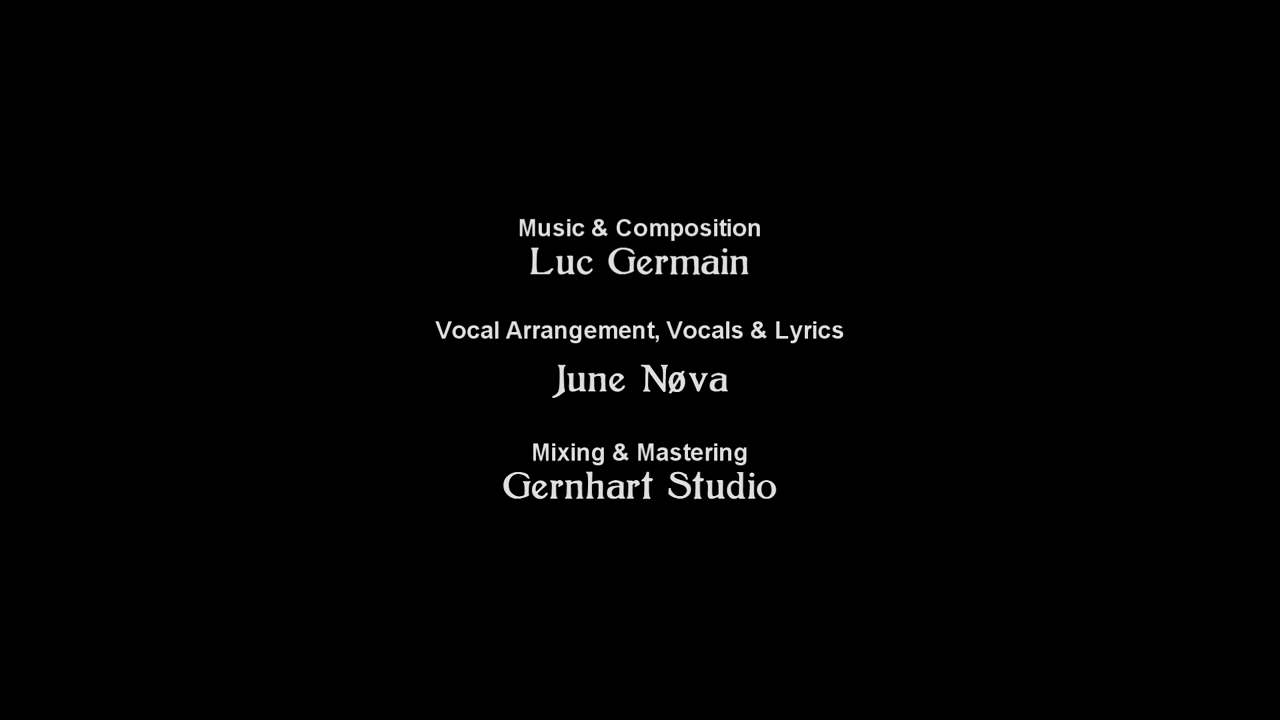 Music & Composition
Luc Germain
Vocal Arrangement, Vocals & Lyrics
June Nøva
Mixing & Mastering
Gernhart Studio